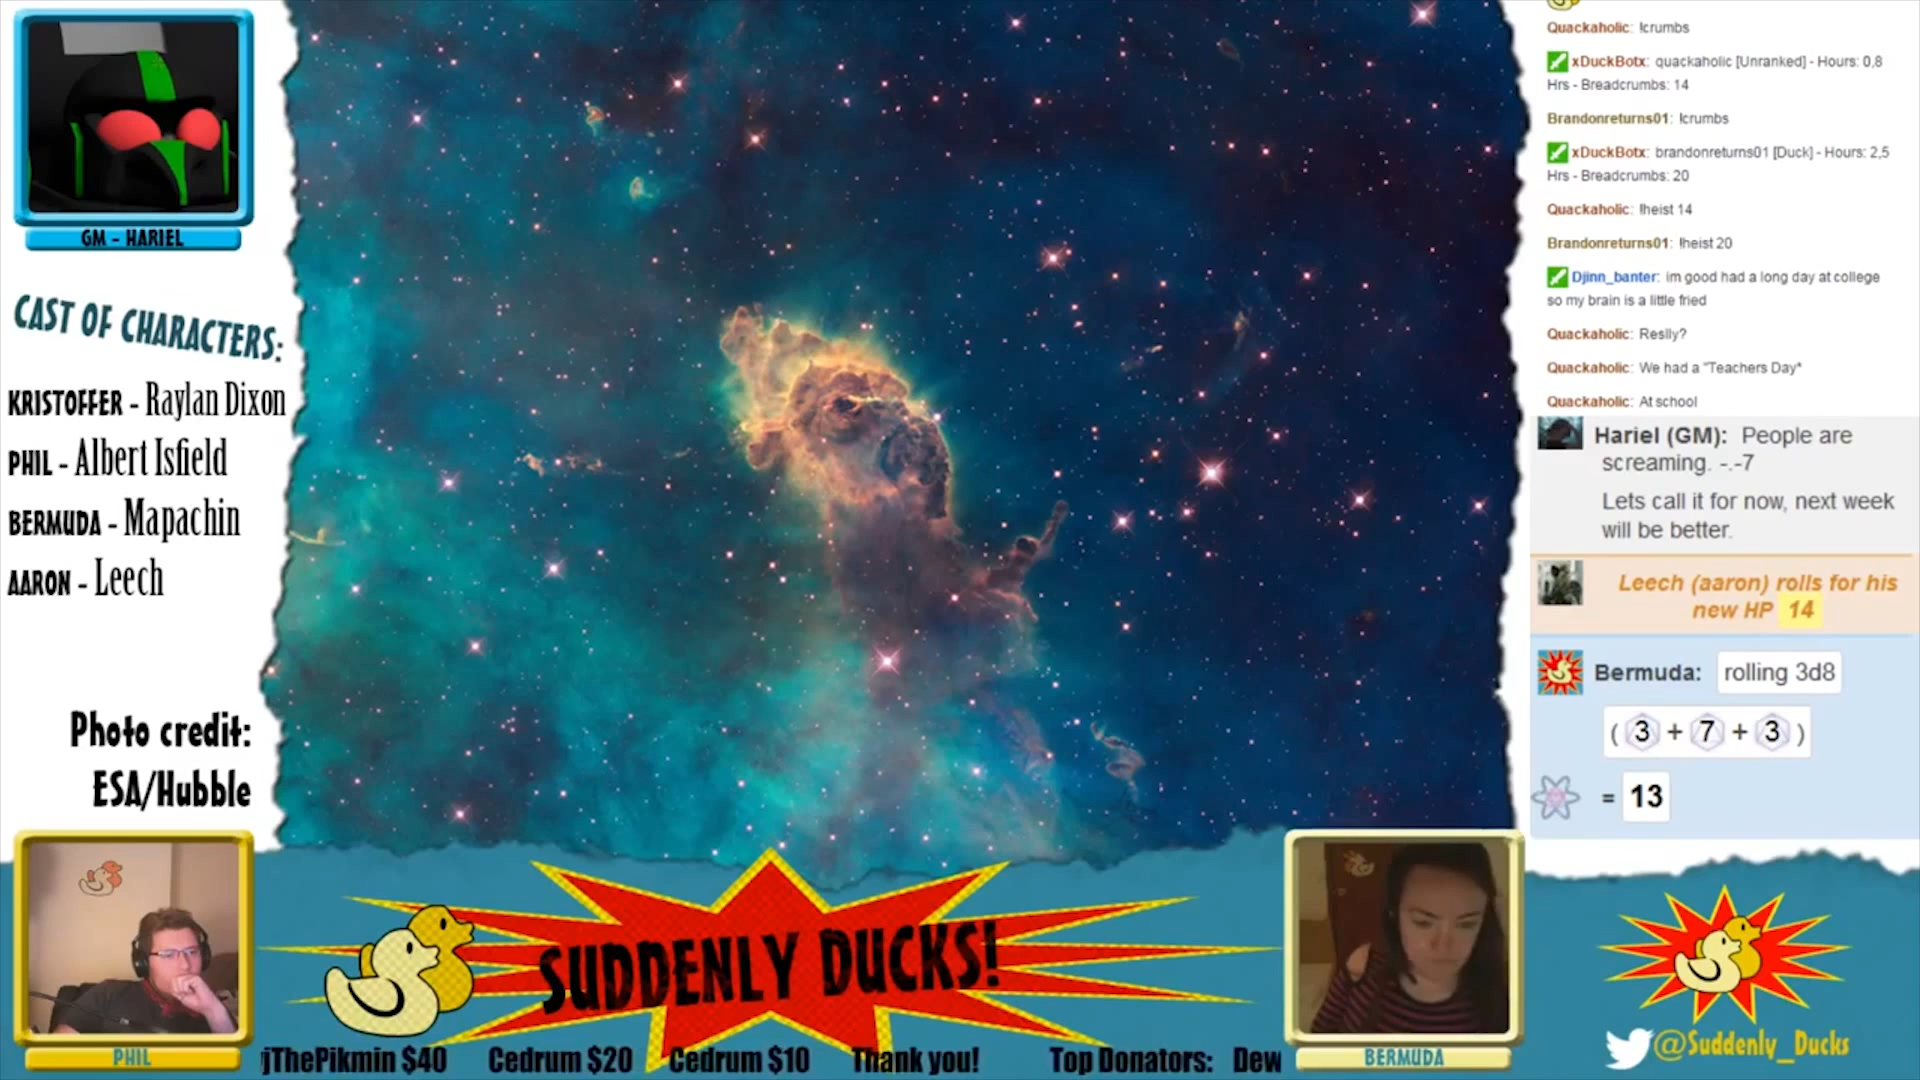 GM - HARIEL
CAST OF CHARACTERS:
KRISTOFFER - Raylan Dixon
PHIL - Albert Isfield
BERMUDA - Mapachin
AARON - Leech
Photo credit:
ESA/Hubble
PHIL
SUDDENLY DUCKS!
jThePikmin $40 Cedrum $20 Cedrum $10 Thank you! Top Donators: Dew
BERMUDA
Quackaholic: !crumbs
xDuckBotx: quackaholic [Unranked] - Hours: 0,8
Hrs - Breadcrumbs: 14
Brandonreturns01: !crumbs
xDuckBotx: brandonreturns01 [Duck] - Hours: 2,5
Hrs - Breadcrumbs: 20
Quackaholic: !heist 14
Brandonreturns01: !heist 20
Djinn_banter: im good had a long day at college
so my brain is a little fried
Quackaholic: Reslly?
Quackaholic: We had a "Teachers Day*
Quackaholic: At school
Hariel (GM): People are
screaming. -.-7
Lets call it for now, next week
will be better.
Leech (aaron) rolls for his
new HP 14
Bermuda: rolling 3d8
( 3 + 7 + 3 )
= 13
@Suddenly_Ducks